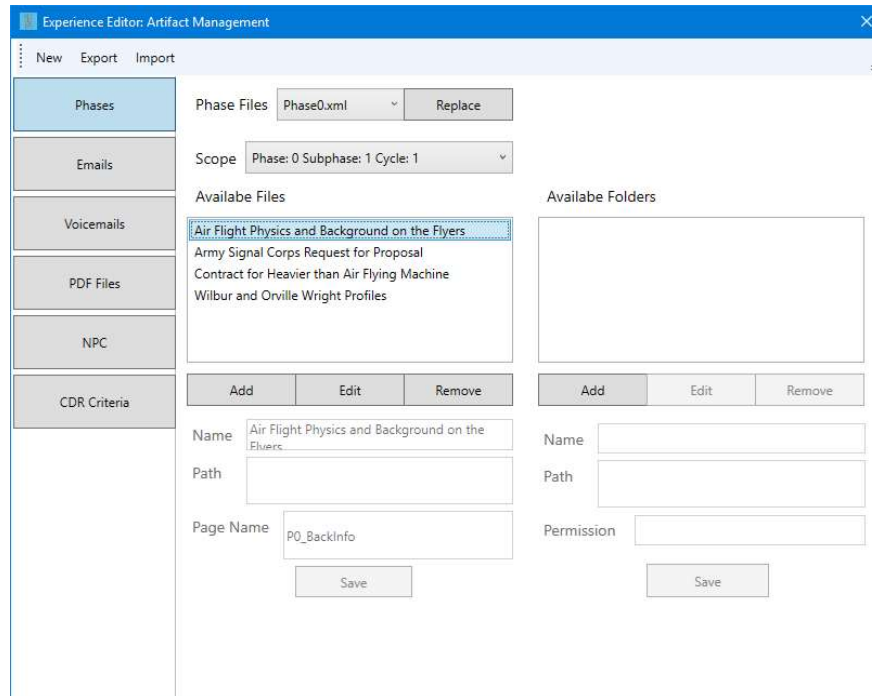 Experience Editor: Artifact Management
New Export Import
Phases
Emails
Voicemails
PDF Files
NPC
CDR Criteria
Phase Files Phase0.xml Replace
Scope Phase: 0 Subphase: 1 Cycle: 1
Availabe Files
Air Flight Physics and Background on the Flyers
Army Signal Corps Request for Proposal
Contract for Heavier than Air Flying Machine
Wilbur and Orville Wright Profiles
Add Edit Remove
Name Air Flight Physics and Background on the
Flyers
Path
Page Name P0_BackInfo
Save
Availabe Folders
Add Edit Remove
Name
Path
Permission
Save